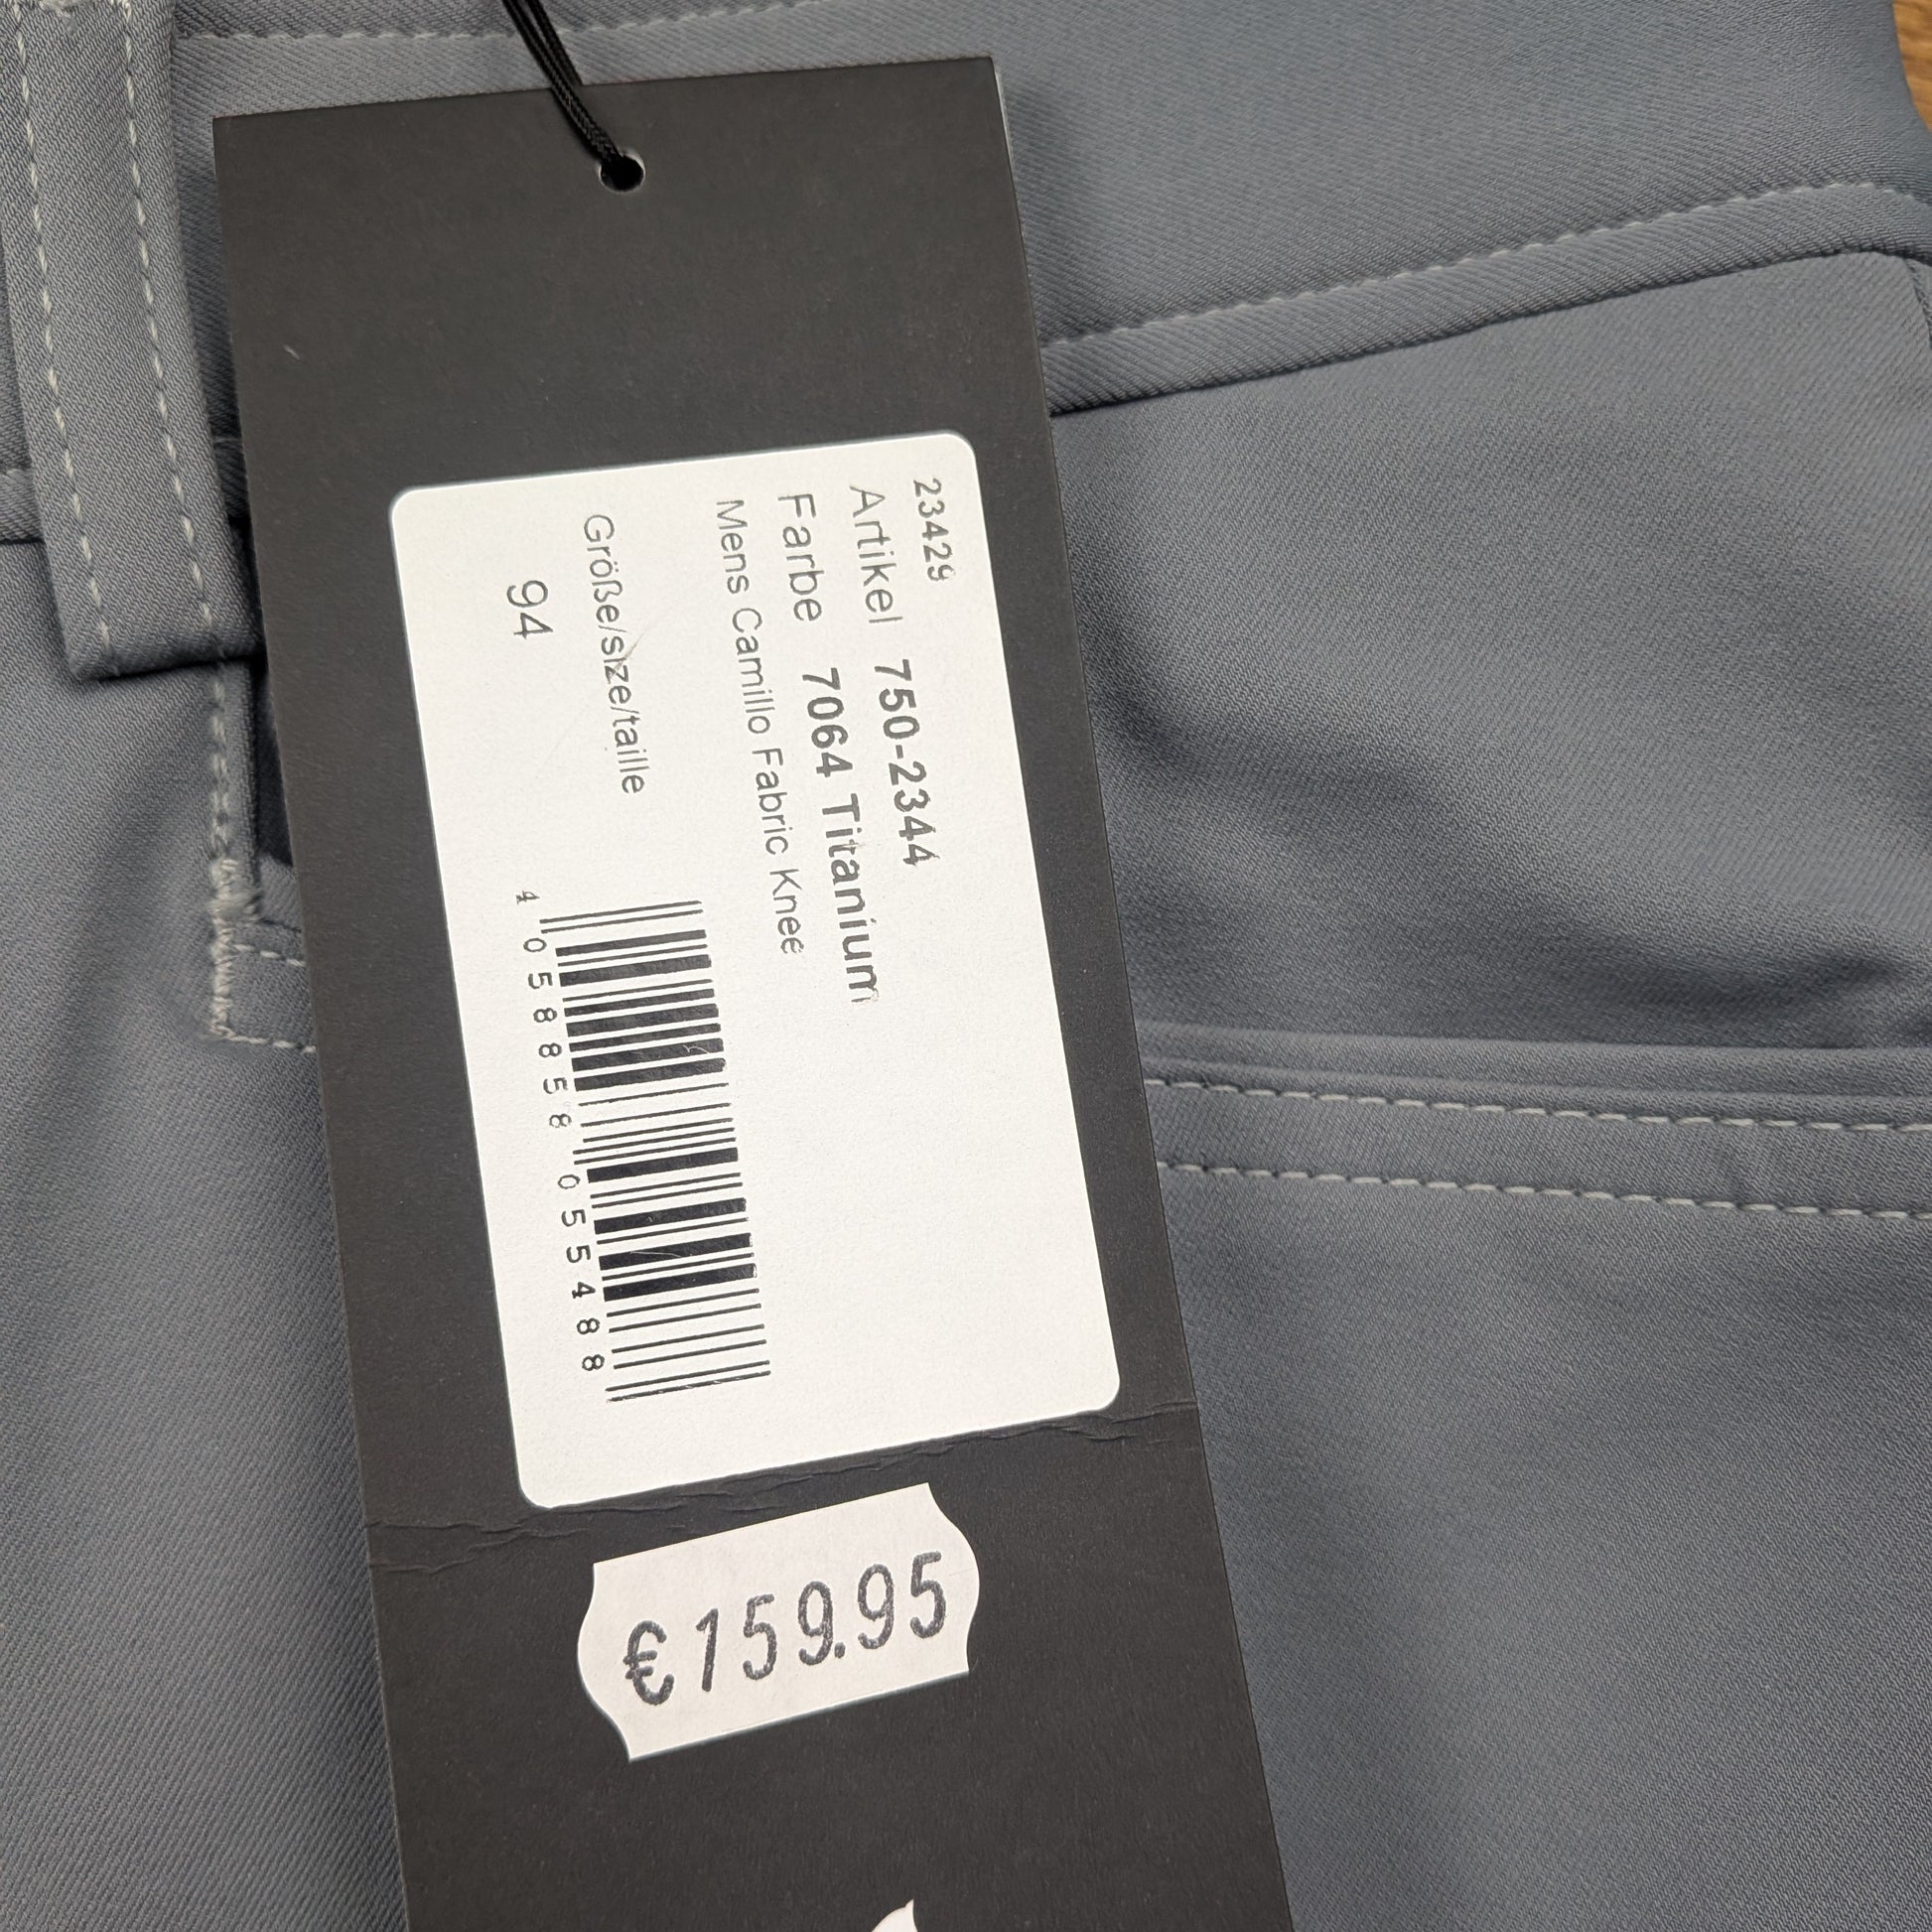 23429
Artikel 750-2344
Farbe 7064 Titanium
Mens Camillo Fabric Knee
Größe/size/taille
94
4 058858 055488
€159.95